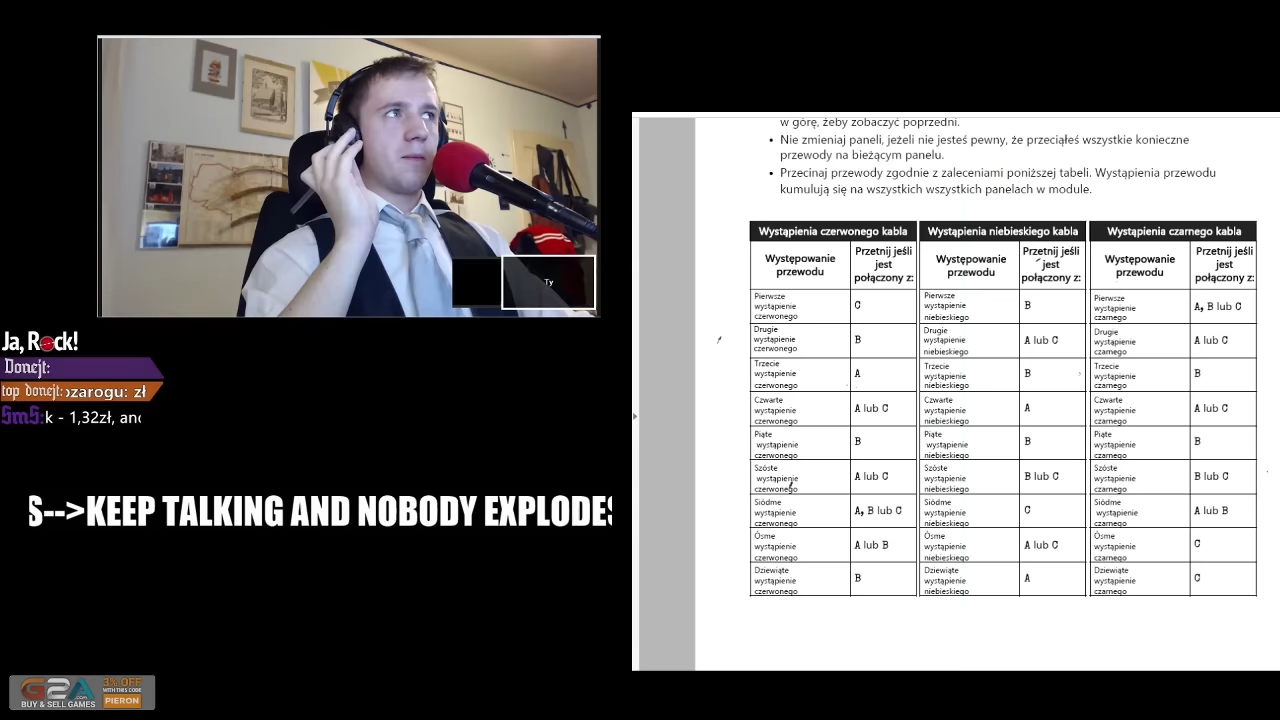 w górę, żeby zobaczyć poprzedni.
• Nie zmieniaj paneli, jeżeli nie jesteś pewny, że przeciąłeś wszystkie konieczne
przewody na bieżącym panelu.
• Przecinaj przewody zgodnie z zaleceniami poniższej tabeli. Wystąpienia przewodu
kumulują się na wszystkich wszystkich panelach w module.
Wystąpienia czerwonego kabla Wystąpienia niebieskiego kabla Wystąpienia czarnego kabla
Występowanie przewodu Przetnij jeśli jest połączony z: Występowanie przewodu Przetnij jeśli jest połączony z: Występowanie przewodu Przetnij jeśli jest połączony z:
Pierwsze wystąpienie czerwonego C Pierwsze wystąpienie niebieskiego B Pierwsze wystąpienie czarnego A, B lub C
Drugie wystąpienie czerwonego B Drugie wystąpienie niebieskiego A lub C Drugie wystąpienie czarnego A lub C
Trzecie wystąpienie czerwonego A Trzecie wystąpienie niebieskiego B Trzecie wystąpienie czarnego B
Czwarte wystąpienie czerwonego A lub C Czwarte wystąpienie niebieskiego A Czwarte wystąpienie czarnego A lub C
Piąte wystąpienie czerwonego B Piąte wystąpienie niebieskiego B Piąte wystąpienie czarnego B
Szóste wystąpienie czerwonego A lub C Szóste wystąpienie niebieskiego B lub C Szóste wystąpienie czarnego B lub C
Siódme wystąpienie czerwonego A, B lub C Siódme wystąpienie niebieskiego C Siódme wystąpienie czarnego A lub B
Ósme wystąpienie czerwonego A lub B Ósme wystąpienie niebieskiego A lub C Ósme wystąpienie czarnego C
Dziewiąte wystąpienie czerwonego B Dziewiąte wystąpienie niebieskiego A Dziewiąte wystąpienie czarnego C
Ty
Ja, Rock!
Donejt:
top donejt: ozarogu: zł
SmS: k - 1,32zł, and
S-->KEEP TALKING AND NOBODY EXPLODES
G2A.COM
BUY & SELL GAMES
3% OFF
WITH THIS CODE
PIERON